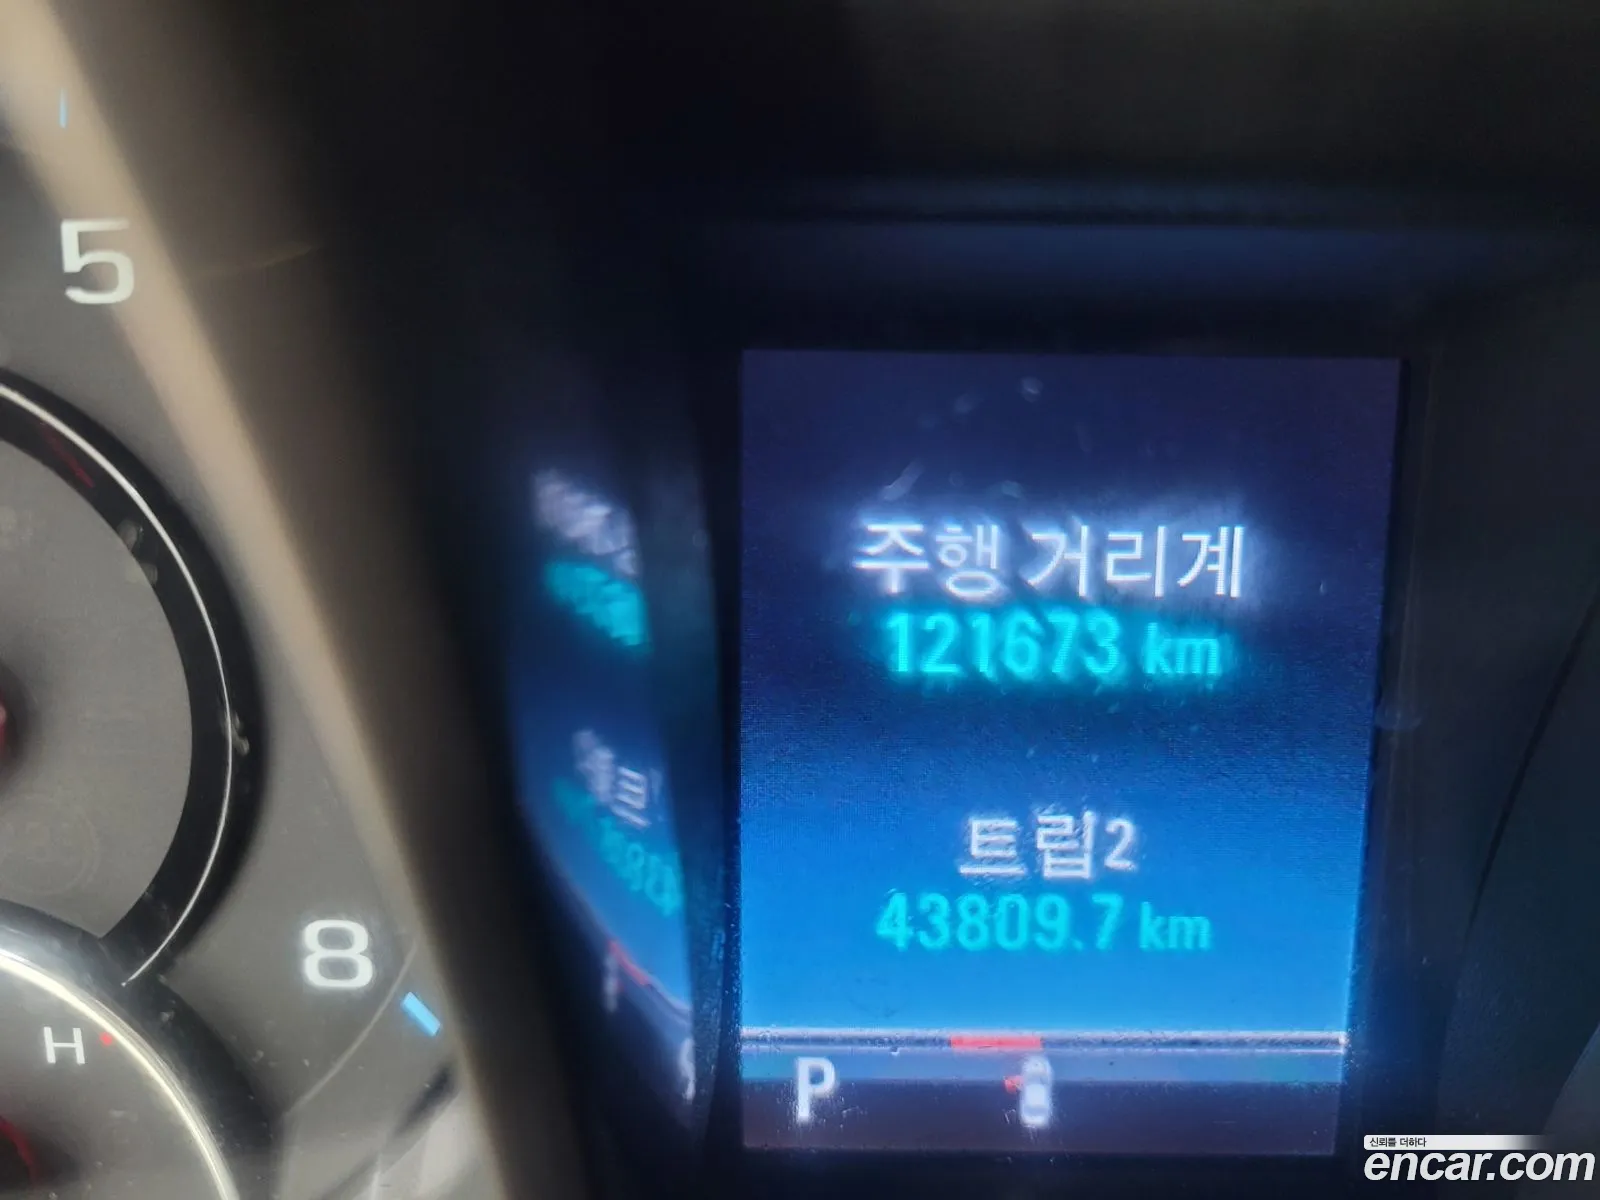 5
8
H
주행 거리계
121673 km
트립2
43809.7 km
P
신뢰를 더하다
encar.com